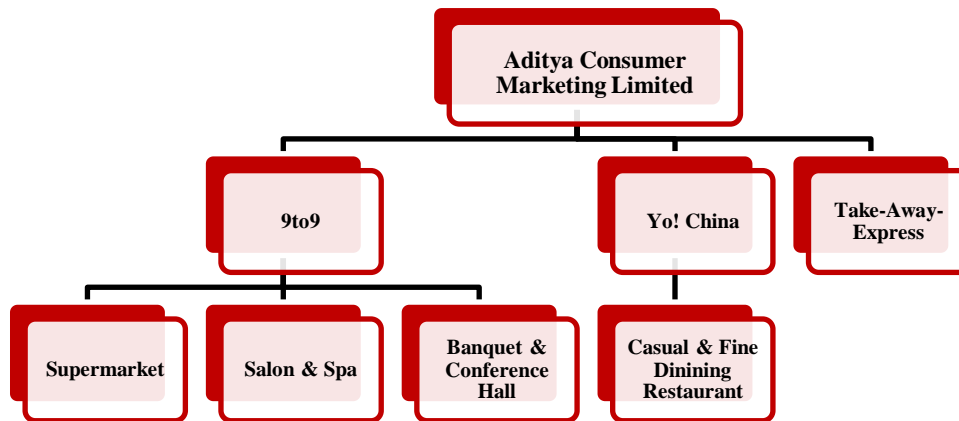 Aditya Consumer
Marketing Limited
9to9
Yo! China
Take-Away-
Express
Supermarket
Salon & Spa
Banquet &
Conference
Hall
Casual & Fine
Dinining
Restaurant